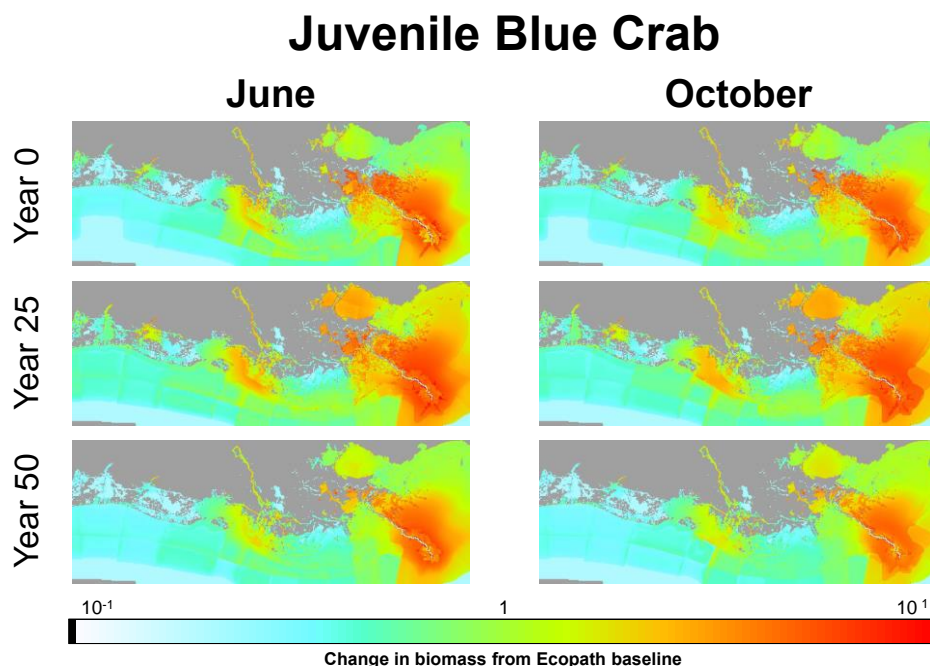 Juvenile Blue Crab
June
October
Year 0
Year 25
Year 50
10-1
1
10 1
Change in biomass from Ecopath baseline